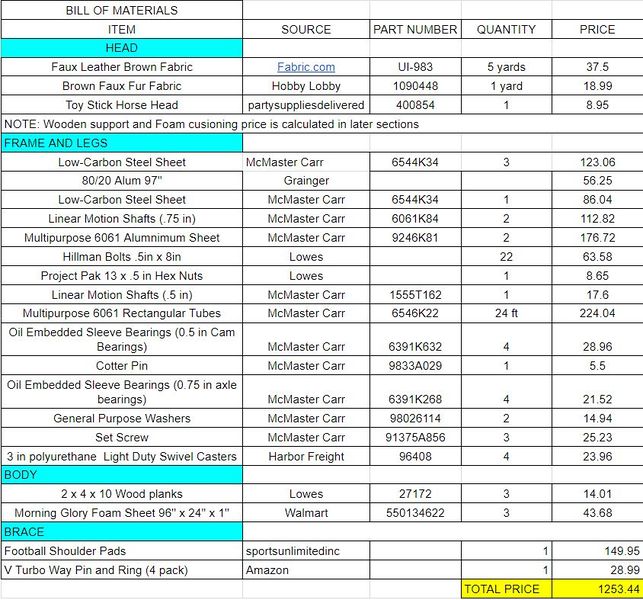 BILL OF MATERIALS
ITEM SOURCE PART NUMBER QUANTITY PRICE
HEAD
Faux Leather Brown Fabric Fabric.com UI-983 5 yards 37.5
Brown Faux Fur Fabric Hobby Lobby 1090448 1 yard 18.99
Toy Stick Horse Head partysuppliesdelivered 400854 1 8.95
NOTE: Wooden support and Foam cusioning price is calculated in later sections
FRAME AND LEGS
Low-Carbon Steel Sheet McMaster Carr 6544K34 3 123.06
80/20 Alum 97" Grainger 56.25
Low-Carbon Steel Sheet McMaster Carr 6544K34 1 86.04
Linear Motion Shafts (.75 in) McMaster Carr 6061K84 2 112.82
Multipurpose 6061 Alumnimum Sheet McMaster Carr 9246K81 2 176.72
Hillman Bolts .5in x 8in Lowes 22 63.58
Project Pak 13 x .5 in Hex Nuts Lowes 1 8.65
Linear Motion Shafts (.5 in) McMaster Carr 1555T162 1 17.6
Multipurpose 6061 Rectangular Tubes McMaster Carr 6546K22 24 ft 224.04
Oil Embedded Sleeve Bearings (0.5 in Cam
Bearings) McMaster Carr 6391K632 4 28.96
Cotter Pin McMaster Carr 9833A029 1 5.5
Oil Embedded Sleeve Bearings (0.75 in axle
bearings) McMaster Carr 6391K268 4 21.52
General Purpose Washers McMaster Carr 98026114 2 14.94
Set Screw McMaster Carr 91375A856 3 25.23
3 in polyurethane Light Duty Swivel Casters Harbor Freight 96408 4 23.96
BODY
2 x 4 x 10 Wood planks Lowes 27172 3 14.01
Morning Glory Foam Sheet 96" x 24" x 1" Walmart 550134622 3 43.68
BRACE
Football Shoulder Pads sportsunlimitedinc 1 149.95
V Turbo Way Pin and Ring (4 pack) Amazon 1 28.99
TOTAL PRICE 1253.44